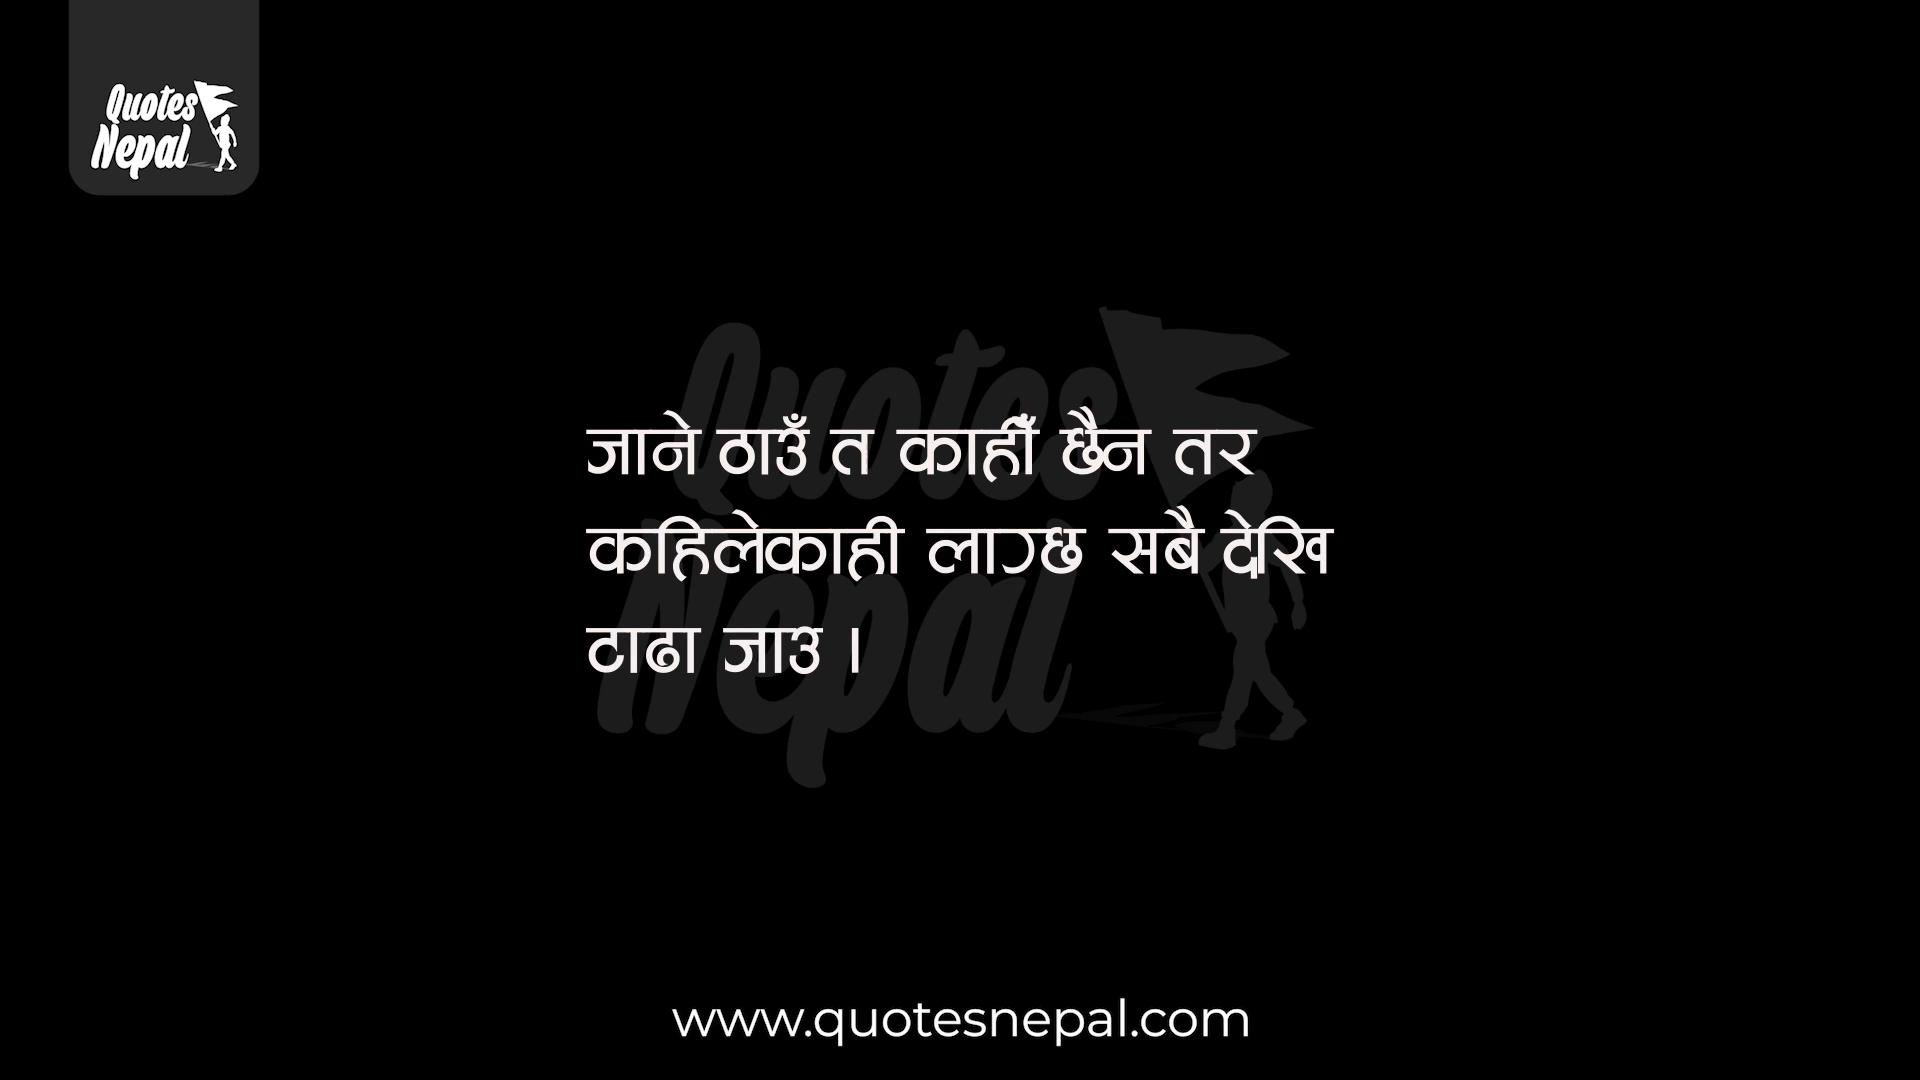 Quotes
Nepal
जाने ठाउँ त काहीँ छैन तर
कहिलेकाही लाग्छ सबै देखि
टाढा जाउ ।
www.quotesnepal.com